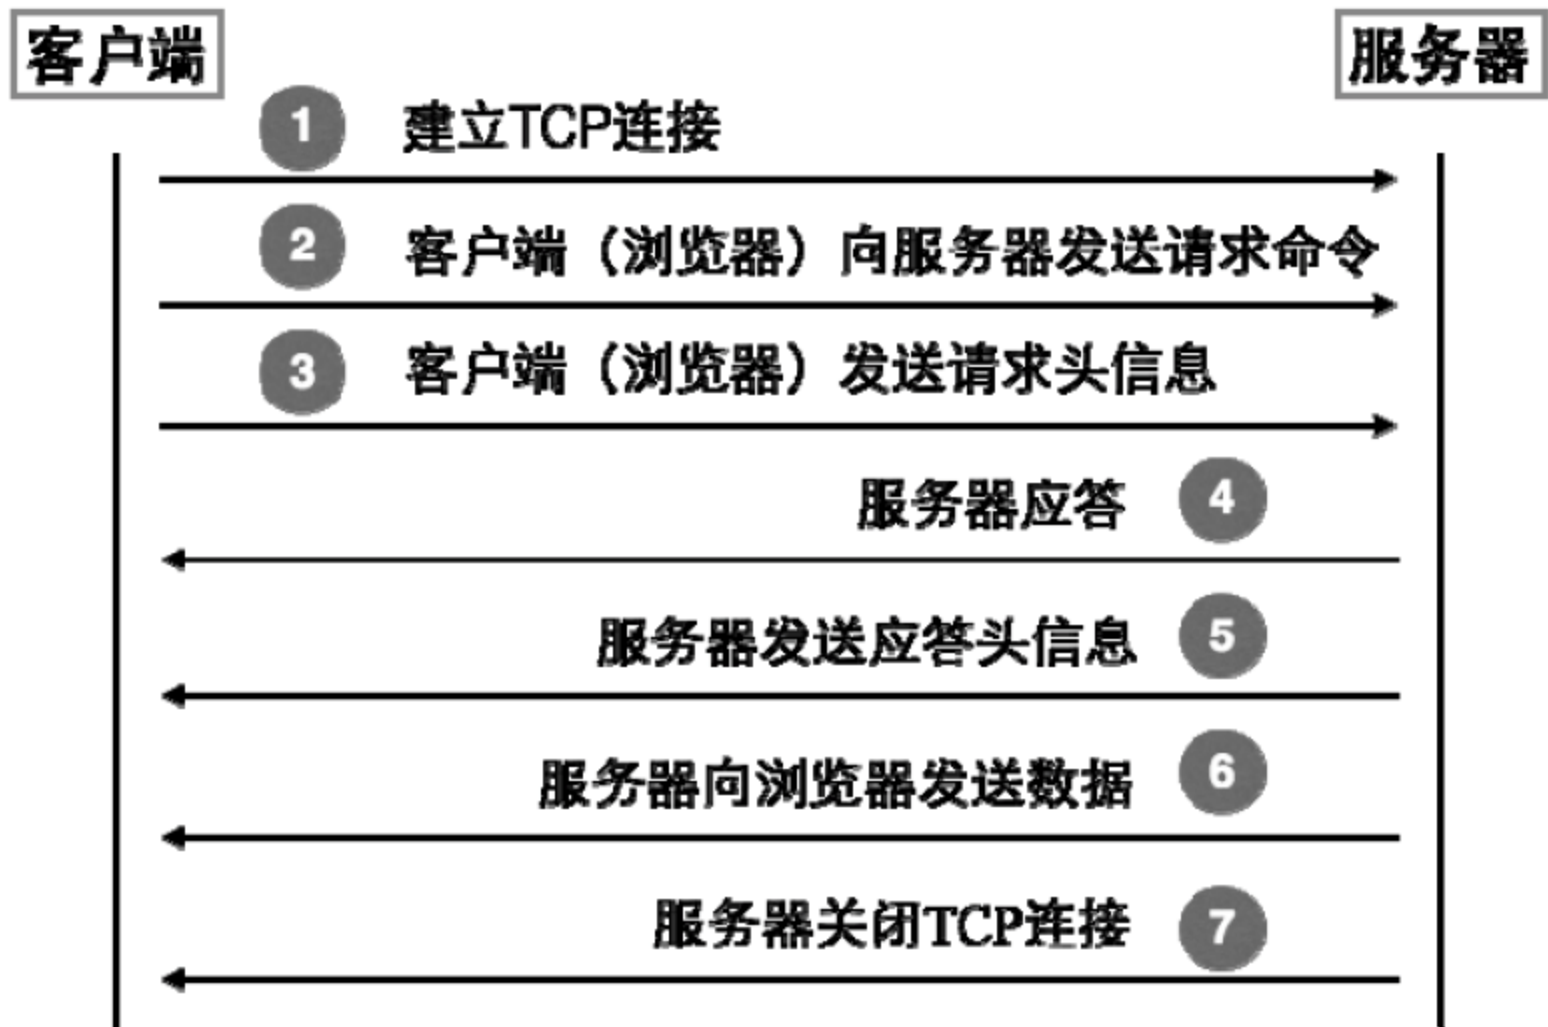 客户端
服务器
1 建立TCP连接
2 客户端（浏览器）向服务器发送请求命令
3 客户端（浏览器）发送请求头信息
服务器应答 4
服务器发送应答头信息 5
服务器向浏览器发送数据 6
服务器关闭TCP连接 7